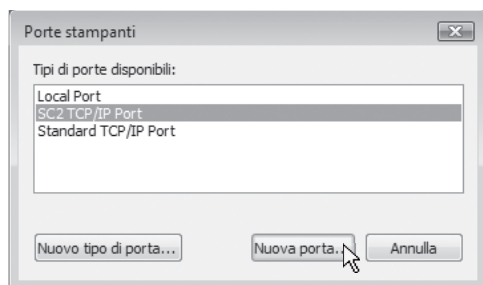 Porte stampanti
Tipi di porte disponibili:
Local Port
SC2 TCP/IP Port
Standard TCP/IP Port
Nuovo tipo di porta... Nuova porta... Annulla